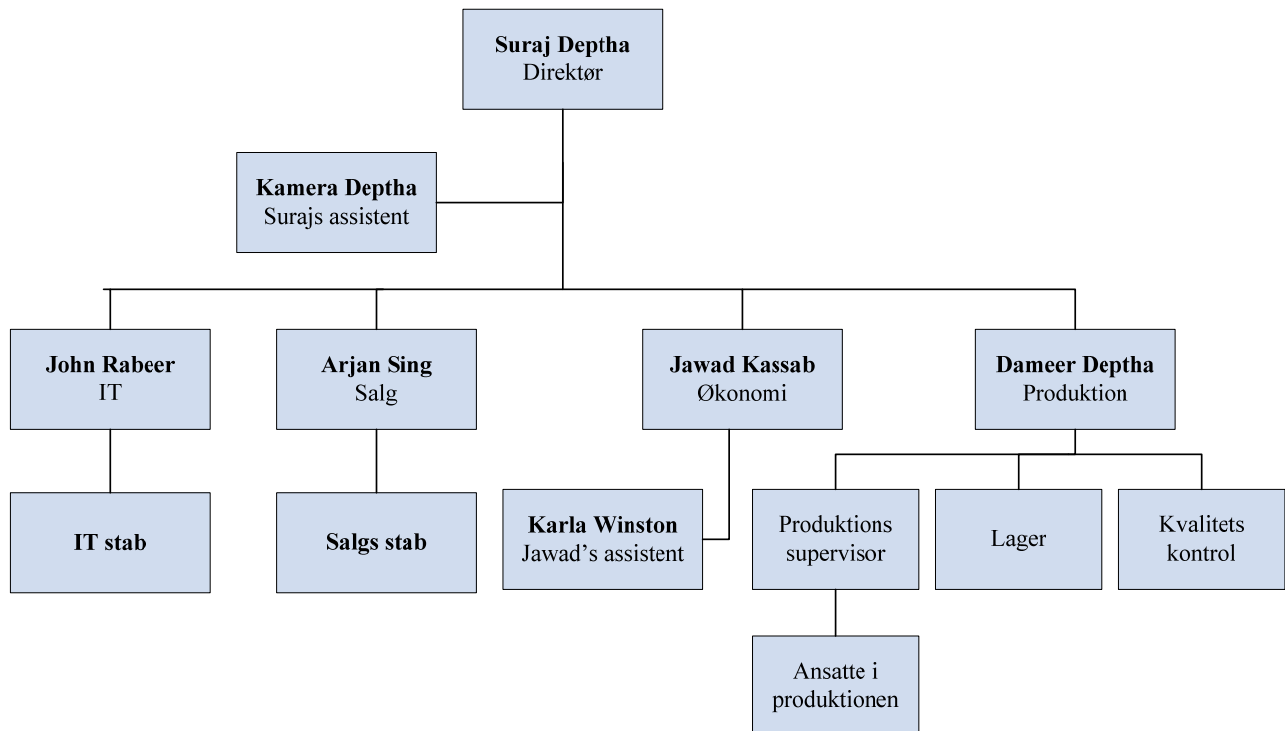 Suraj Deptha
Direktør
Kamera Deptha
Surajs assistent
John Rabeer
IT
Arjan Sing
Salg
Jawad Kassab
Økonomi
Dameer Deptha
Produktion
IT stab
Salgs stab
Karla Winston
Jawad's assistent
Produktions
supervisor
Lager
Kvalitets
kontrol
Ansatte i
produktionen